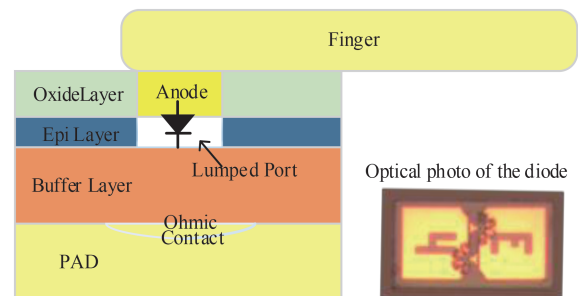 Finger
OxideLayer
Anode
Epi Layer
Lumped Port
Buffer Layer
Optical photo of the diode
Ohmic
Contact
PAD